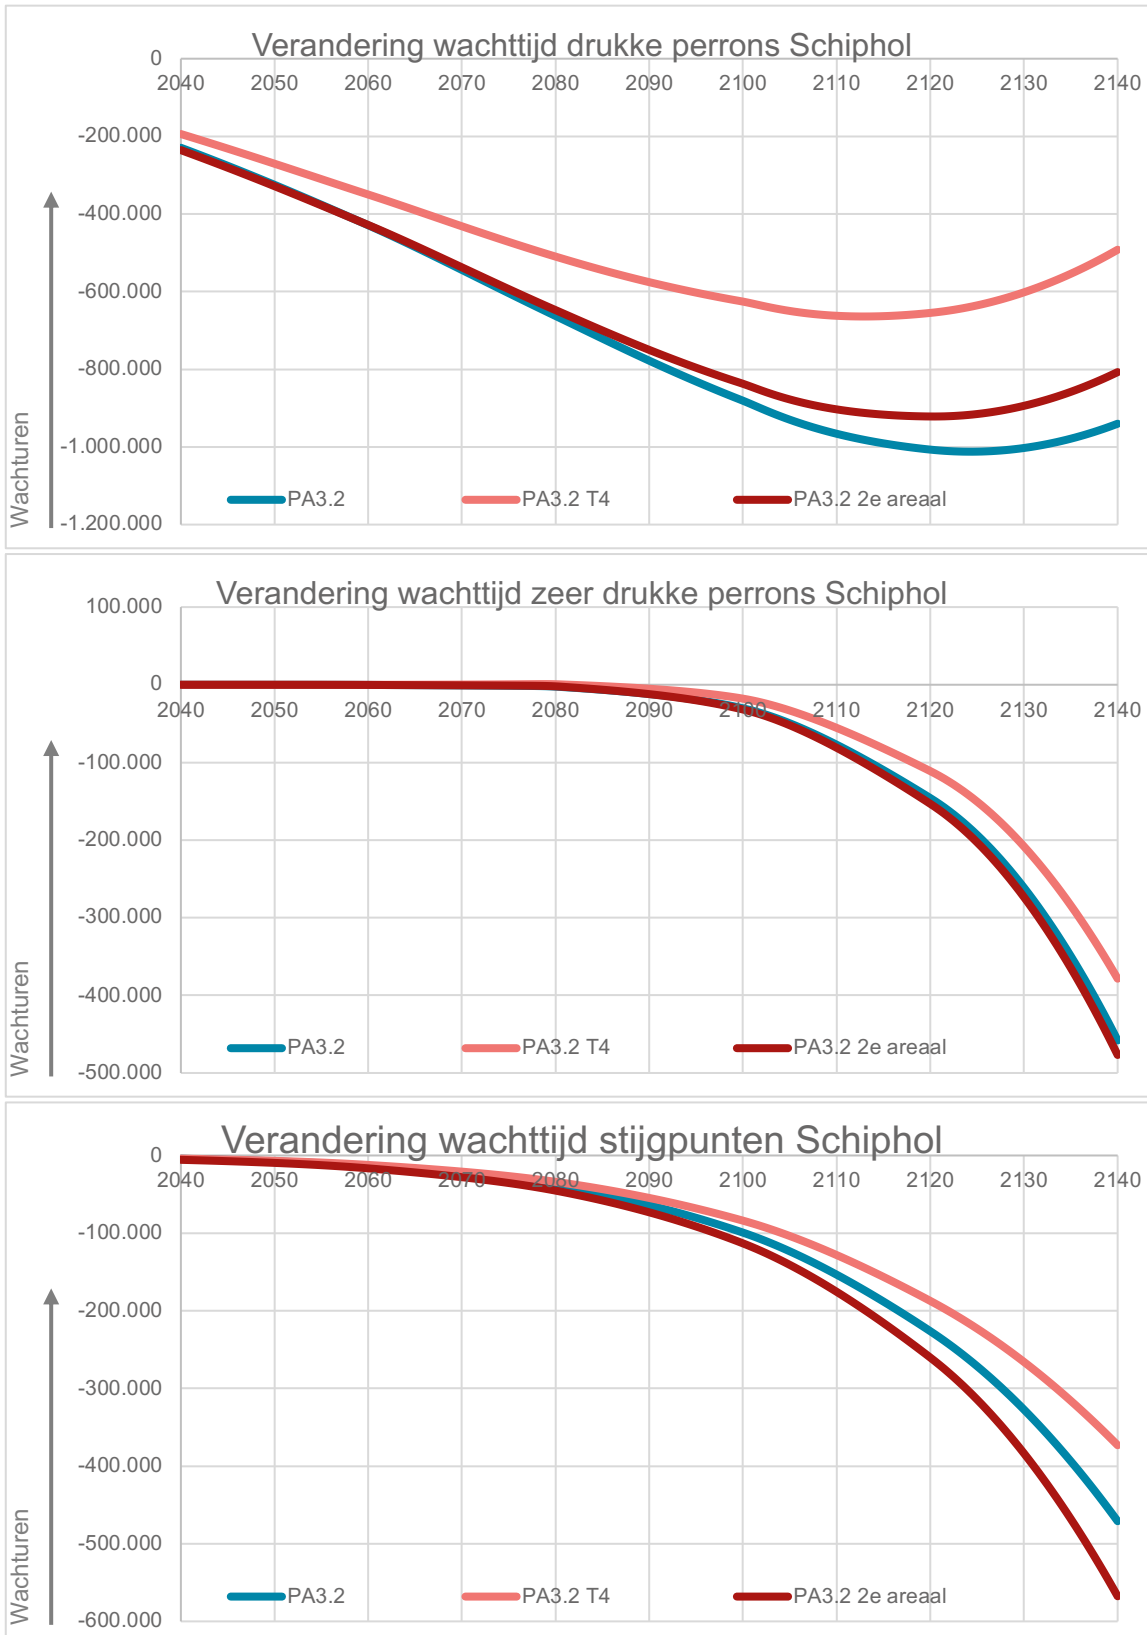 Verandering wachttijd drukke perrons Schiphol
0
2040 2050 2060 2070 2080 2090 2100 2110 2120 2130 2140
-200.000
-400.000
-600.000
-800.000
-1.000.000
-1.200.000
Wachturen
PA3.2 PA3.2 T4 PA3.2 2e areaal
Verandering wachttijd zeer drukke perrons Schiphol
100.000
0
2040 2050 2060 2070 2080 2090 2100 2110 2120 2130 2140
-100.000
-200.000
-300.000
-400.000
-500.000
Wachturen
PA3.2 PA3.2 T4 PA3.2 2e areaal
Verandering wachttijd stijgpunten Schiphol
0
2040 2050 2060 2070 2080 2090 2100 2110 2120 2130 2140
-100.000
-200.000
-300.000
-400.000
-500.000
-600.000
Wachturen
PA3.2 PA3.2 T4 PA3.2 2e areaal